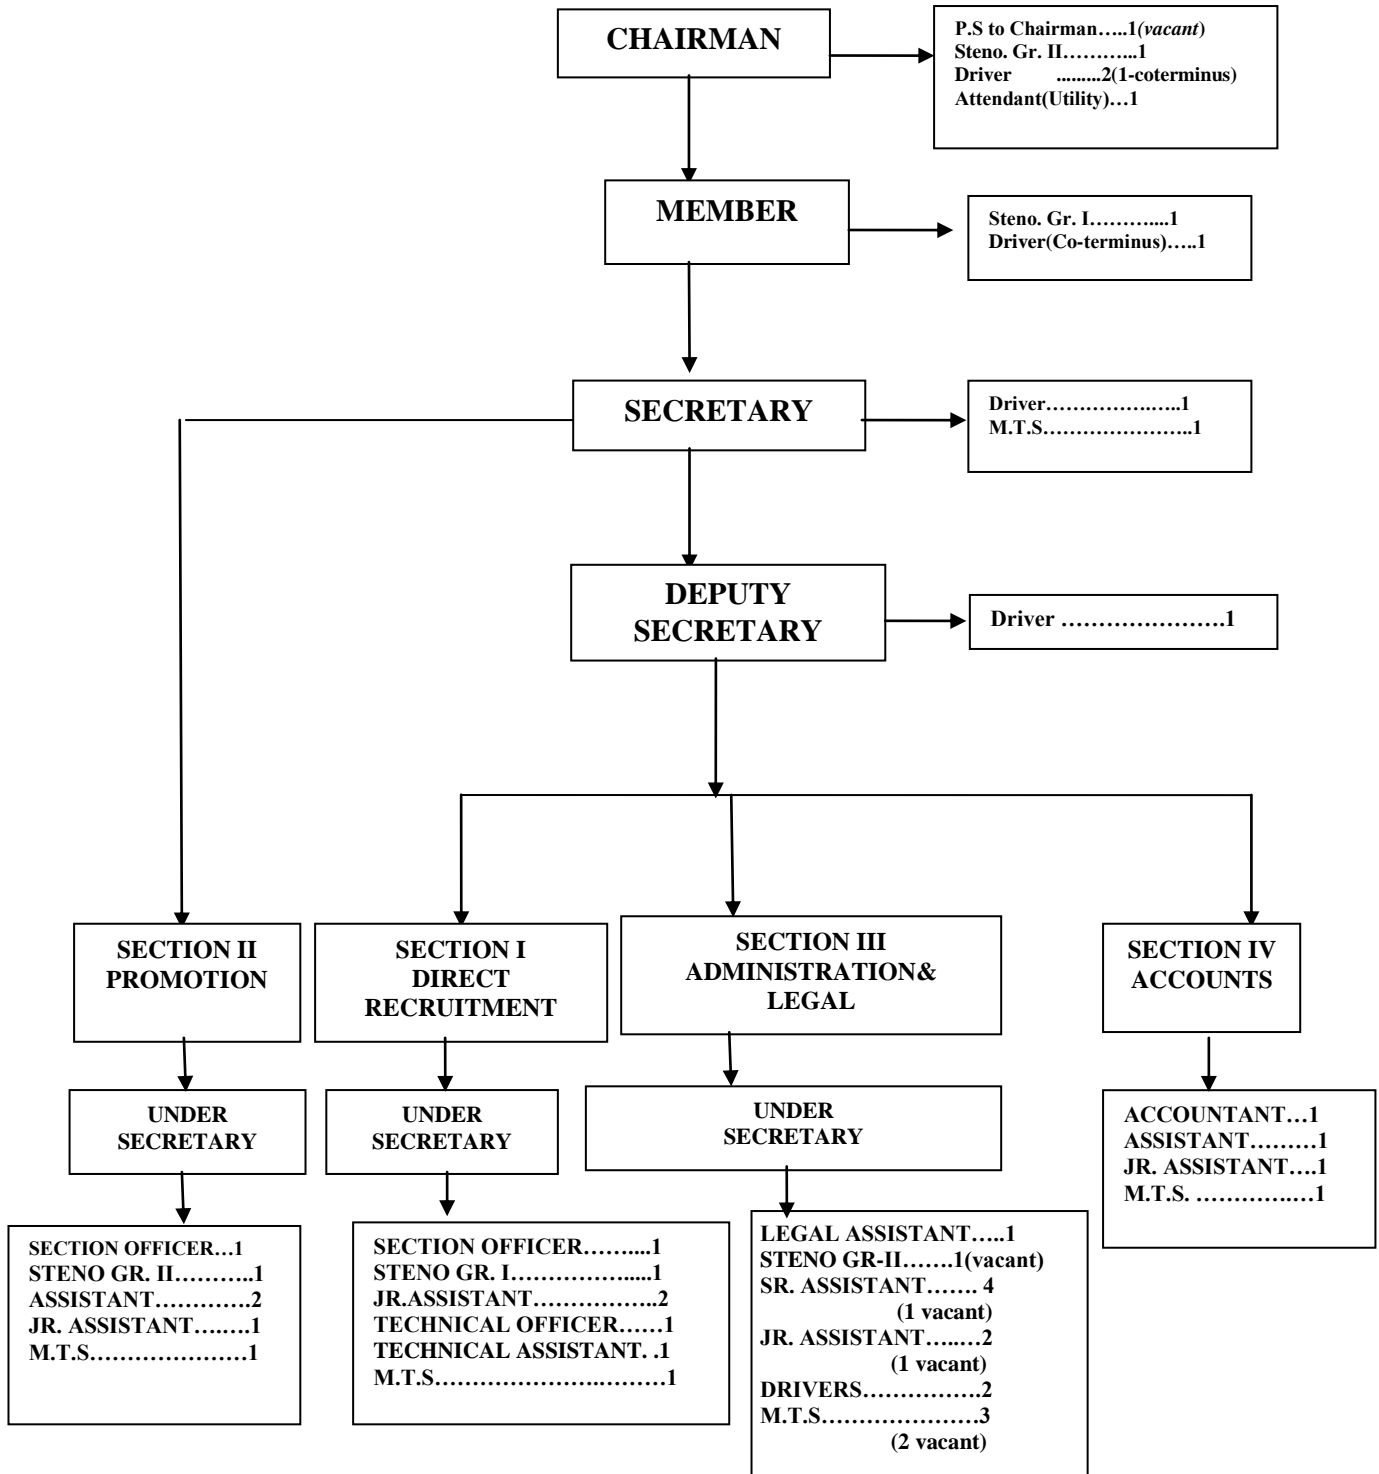 CHAIRMAN
P.S to Chairman…..1(vacant)
Steno. Gr. II………...1
Driver .........2(1-coterminus)
Attendant(Utility)…1
MEMBER
Steno. Gr. I………....1
Driver(Co-terminus)…..1
SECRETARY
Driver…………….…..1
M.T.S…………………..1
DEPUTY
SECRETARY
Driver ………………….1
SECTION II
PROMOTION
SECTION I
DIRECT
RECRUITMENT
SECTION III
ADMINISTRATION&
LEGAL
SECTION IV
ACCOUNTS
UNDER
SECRETARY
UNDER
SECRETARY
UNDER
SECRETARY
SECTION OFFICER…1
STENO GR. II………..1
ASSISTANT………….2
JR. ASSISTANT…..….1
M.T.S…………………1
SECTION OFFICER……....1
STENO GR. I………….....1
JR.ASSISTANT……………..2
TECHNICAL OFFICER……1
TECHNICAL ASSISTANT. .1
M.T.S………………….………1
LEGAL ASSISTANT…..1
STENO GR-II…….1(vacant)
SR. ASSISTANT……. 4
(1 vacant)
JR. ASSISTANT…..…2
(1 vacant)
DRIVERS…………….2
M.T.S…………………3
(2 vacant)
ACCOUNTANT…1
ASSISTANT………1
JR. ASSISTANT….1
M.T.S. ………….…1